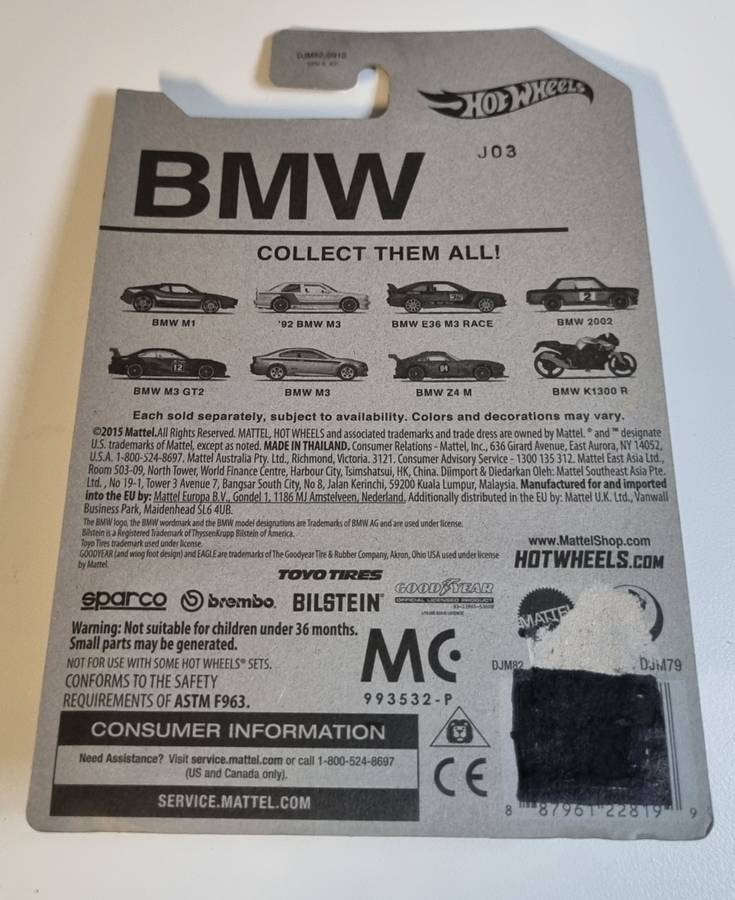 HOT WHEELS
J03
BMW
COLLECT THEM ALL!
BMW M1
'92 BMW M3
BMW E36 M3 RACE
BMW 2002
BMW M3 GT2
BMW M3
BMW Z4 M
BMW K1300 R
Each sold separately, subject to availability. Colors and decorations may vary.
©2015 Mattel.All Rights Reserved. MATTEL, HOT WHEELS and associated trademarks and trade dress are owned by Mattel. ® and ™ designate
U.S. trademarks of Mattel, except as noted. MADE IN THAILAND. Consumer Relations - Mattel, Inc., 636 Girard Avenue, East Aurora, NY 14052,
U.S.A. 1-800-524-8697. Mattel Australia Pty. Ltd., Richmond, Victoria. 3121. Consumer Advisory Service - 1300 135 312. Mattel East Asia Ltd.,
Room 503-09, North Tower, World Finance Centre, Harbour City, Tsimshatsui, HK, China. Diimport & Diedarkan Oleh: Mattel Southeast Asia Pte.
Ltd., No 19-1, Tower 3 Avenue 7, Bangsar South City, No 8, Jalan Kerinchi, 59200 Kuala Lumpur, Malaysia. Manufactured for and imported
into the EU by: Mattel Europa B.V., Gondel 1, 1186 MJ Amstelveen, Nederland. Additionally distributed in the EU by: Mattel U.K. Ltd., Vanwall
Business Park, Maidenhead SL6 4UB.
The BMW logo, the BMW wordmark and the BMW model designations are Trademarks of BMW AG and are used under license.
Bilstein is a Registered Trademark of ThyssenKrupp Bilstein of America.
Toyo Tires trademark used under license.
GOODYEAR (and wing foot design) and EAGLE are trademarks of The Goodyear Tire & Rubber Company, Akron, Ohio USA used under license
by Mattel.
www.MattelShop.com
HOTWHEELS.COM
TOYO TIRES
sparco
brembo.
BILSTEIN
GOODYEAR
OFFICIAL LICENSED PRODUCT
MATTEL
Warning: Not suitable for children under 36 months.
Small parts may be generated.
NOT FOR USE WITH SOME HOT WHEELS® SETS.
CONFORMS TO THE SAFETY
REQUIREMENTS OF ASTM F963.
MC
993532-P
DJM82
DJM79
CONSUMER INFORMATION
Need Assistance? Visit service.mattel.com or call 1-800-524-8697
(US and Canada only).
SERVICE.MATTEL.COM
CE
8 87961 22819 9